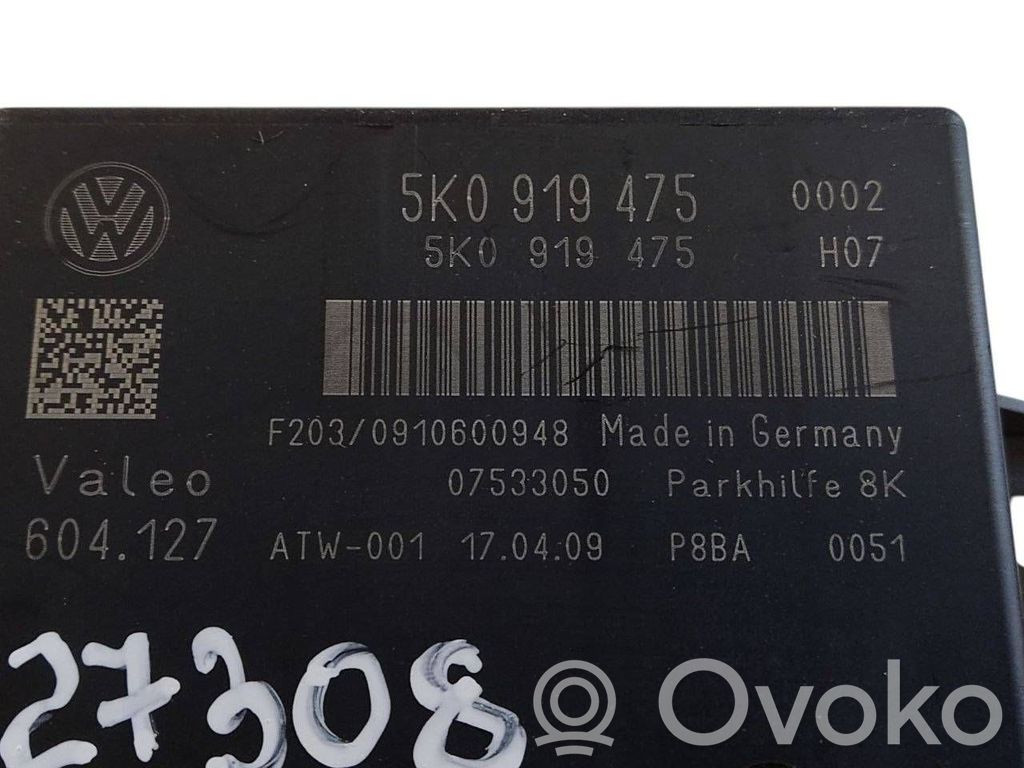 5K0 919 475 0002
5K0 919 475 H07
F203/0910600948 Made in Germany
Valeo 07533050 Parkhilfe 8K
604.127 ATW-001 17.04.09 P8BA 0051
27308
Ovoko